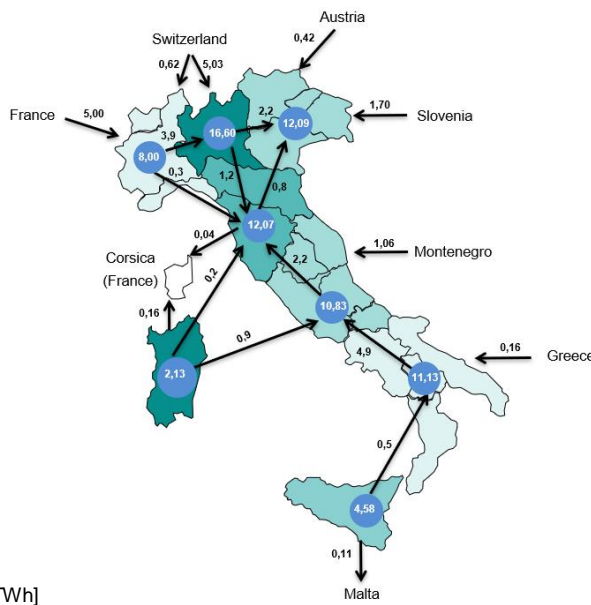 Austria
0,42
Switzerland
0,62
5,03
France
5,00
1,70
Slovenia
3,9
16,60
2,2
12,09
8,00
0,3
1,2
0,8
12,07
0,04
Corsica
(France)
0,2
2,2
1,06
Montenegro
0,16
10,83
0,9
4,9
0,16
Greece
2,13
11,13
0,5
4,58
0,11
Malta
TWh]